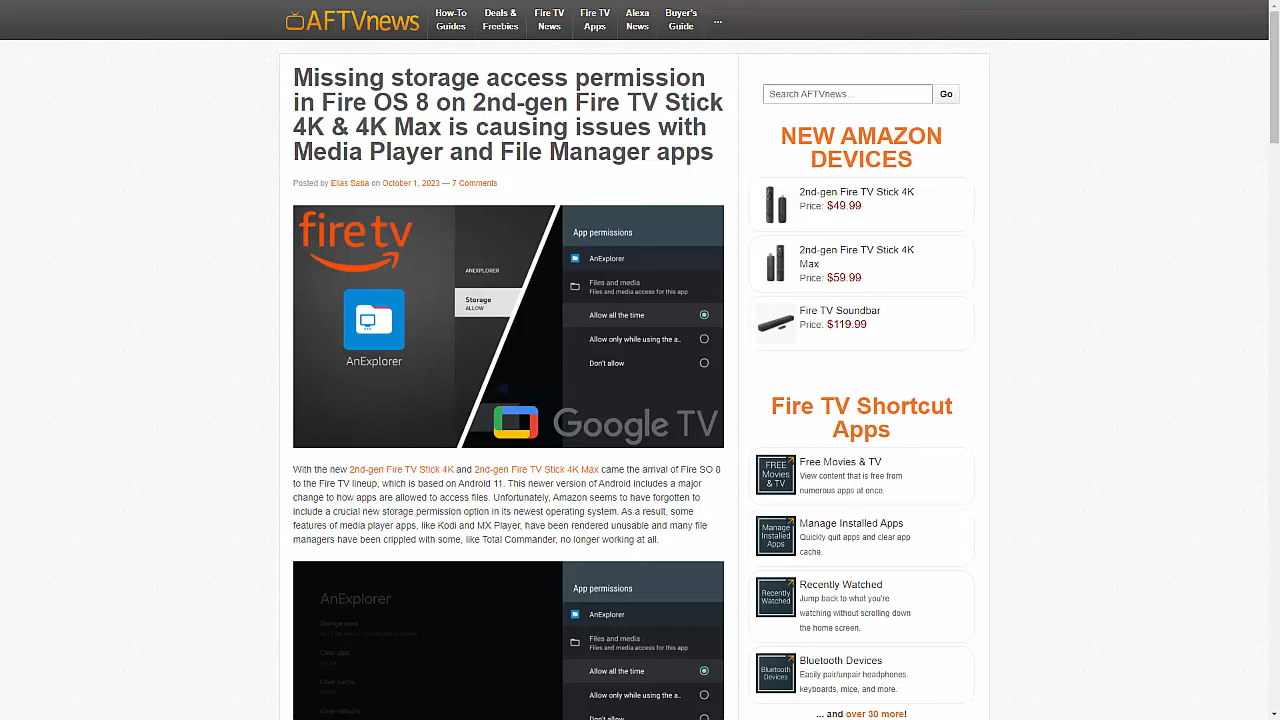 AFTVnews
How-To
Guides
Deals &
Freebies
Fire TV
News
Fire TV
Apps
Alexa
News
Buyer's
Guide
...
Missing storage access permission
in Fire OS 8 on 2nd-gen Fire TV Stick
4K & 4K Max is causing issues with
Media Player and File Manager apps
Posted by Elias Saba on October 1, 2023 — 7 Comments
fire tv
AnExplorer
ANEXPLORER
Storage
ALLOW
App permissions
AnExplorer
Files and media
Files and media access for this app
Allow all the time
Allow only while using the a..
Don't allow
Google TV
With the new 2nd-gen Fire TV Stick 4K and 2nd-gen Fire TV Stick 4K Max came the arrival of Fire SO 8
to the Fire TV lineup, which is based on Android 11. This newer version of Android includes a major
change to how apps are allowed to access files. Unfortunately, Amazon seems to have forgotten to
include a crucial new storage permission option in its newest operating system. As a result, some
features of media player apps, like Kodi and MX Player, have been rendered unusable and many file
managers have been crippled with some, like Total Commander, no longer working at all.
AnExplorer
Storage used
Clear data
Clear cache
Clear defaults
App permissions
AnExplorer
Files and media
Files and media access for this app
Allow all the time
Allow only while using the a..
Don't allow
Search AFTVnews...
Go
NEW AMAZON
DEVICES
2nd-gen Fire TV Stick 4K
Price: $49.99
2nd-gen Fire TV Stick 4K
Max
Price: $59.99
Fire TV Soundbar
Price: $119.99
Fire TV Shortcut
Apps
FREE
Movies
& TV
Free Movies & TV
View content that is free from
numerous apps at once.
Manage
Installed
Apps
Manage Installed Apps
Quickly quit apps and clear app
cache.
Recently
Watched
Recently Watched
Jump back to what you're
watching without scrolling down
the home screen.
Bluetooth
Devices
Bluetooth Devices
Easily pair/unpair headphones,
keyboards, mice, and more.
... and over 30 more!